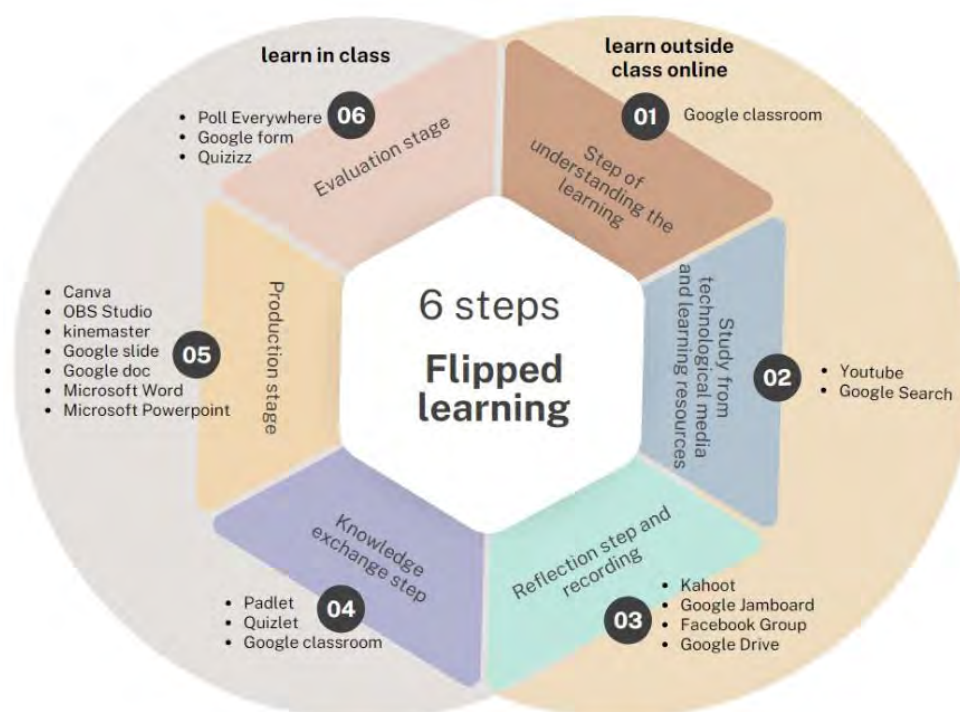 learn in class
learn outside
class online
01
Google classroom
Step of
understanding the
learning
02
Study from
technological media
and learning resources
• Youtube
• Google Search
03
Reflection step and
recording
• Kahoot
• Google Jamboard
• Facebook Group
• Google Drive
04
Knowledge
exchange step
• Padlet
• Quizlet
• Google classroom
05
Production stage
• Canva
• OBS Studio
• kinemaster
• Google slide
• Google doc
• Microsoft Word
• Microsoft Powerpoint
06
Evaluation stage
• Poll Everywhere
• Google form
• Quizizz
6 steps
Flipped
learning